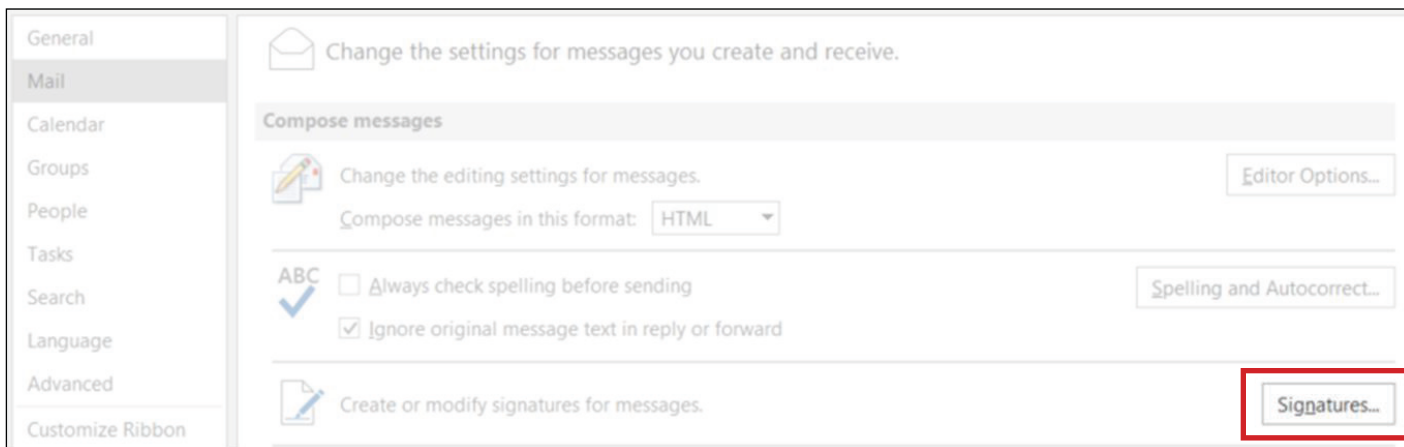 General
Mail
Calendar
Groups
People
Tasks
Search
Language
Advanced
Customize Ribbon
Change the settings for messages you create and receive.
Compose messages
Change the editing settings for messages.
Editor Options...
Compose messages in this format: HTML
ABC
Always check spelling before sending
Spelling and Autocorrect...
Ignore original message text in reply or forward
Create or modify signatures for messages.
Signatures...